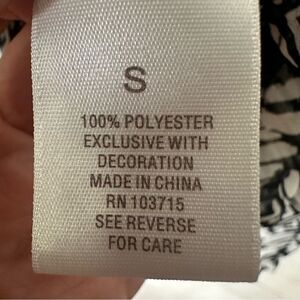 S
100% POLYESTER
EXCLUSIVE WITH
DECORATION
MADE IN CHINA
RN 103715
SEE REVERSE
FOR CARE